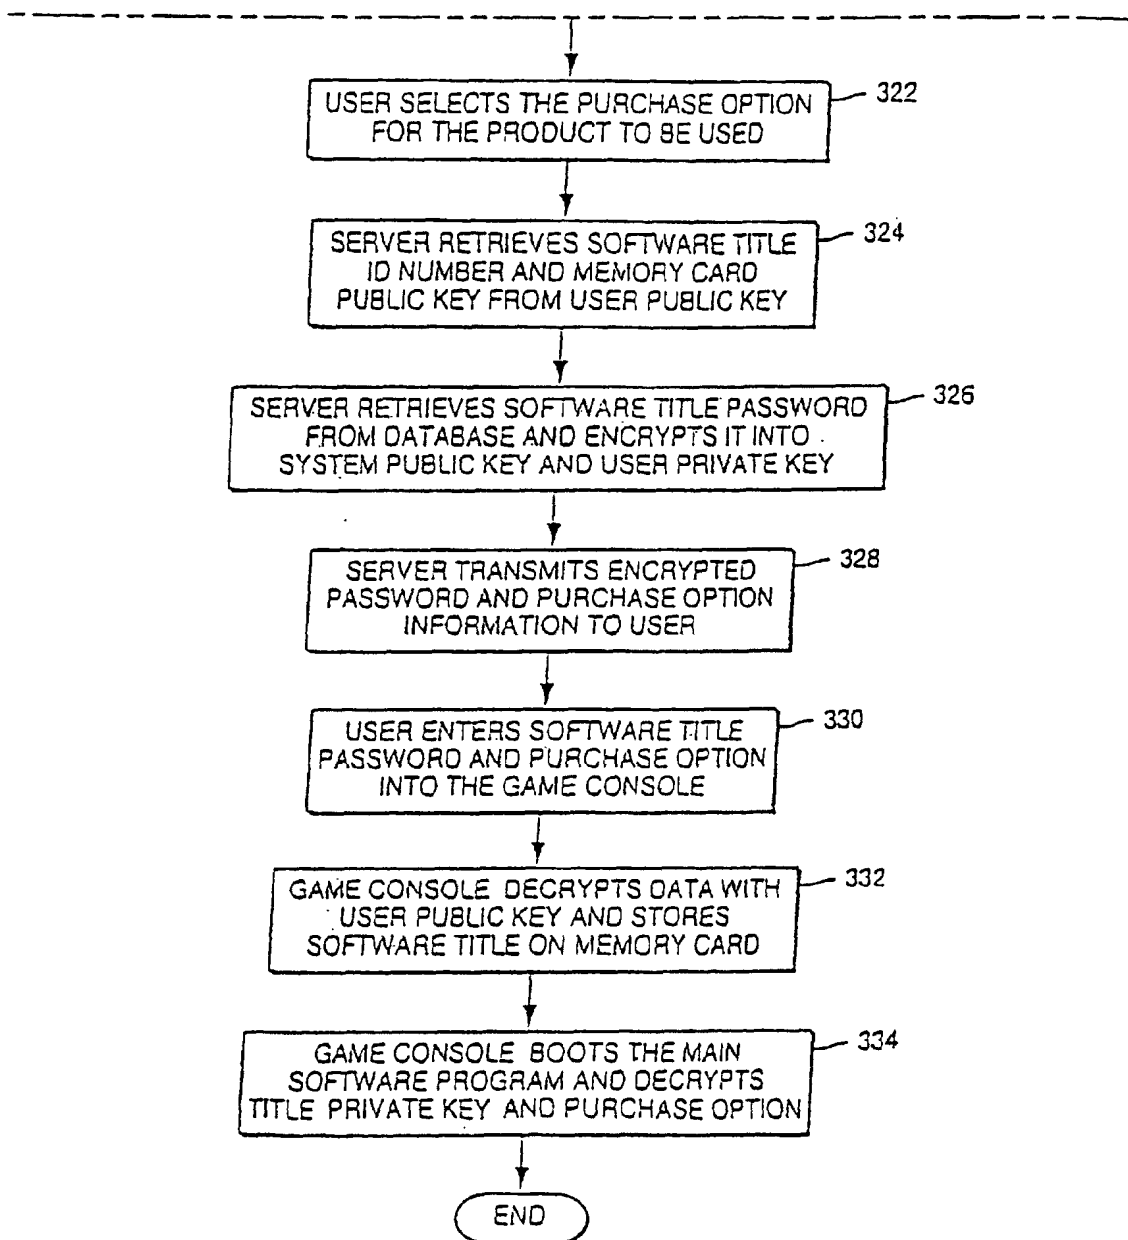 USER SELECTS THE PURCHASE OPTION
FOR THE PRODUCT TO BE USED
322
SERVER RETRIEVES SOFTWARE TITLE
ID NUMBER AND MEMORY CARD
PUBLIC KEY FROM USER PUBLIC KEY
324
SERVER RETRIEVES SOFTWARE TITLE PASSWORD
FROM DATABASE AND ENCRYPTS IT INTO
SYSTEM PUBLIC KEY AND USER PRIVATE KEY
326
SERVER TRANSMITS ENCRYPTED
PASSWORD AND PURCHASE OPTION
INFORMATION TO USER
328
USER ENTERS SOFTWARE TITLE
PASSWORD AND PURCHASE OPTION
INTO THE GAME CONSOLE
330
GAME CONSOLE DECRYPTS DATA WITH
USER PUBLIC KEY AND STORES
SOFTWARE TITLE ON MEMORY CARD
332
GAME CONSOLE BOOTS THE MAIN
SOFTWARE PROGRAM AND DECRYPTS
TITLE PRIVATE KEY AND PURCHASE OPTION
334
END